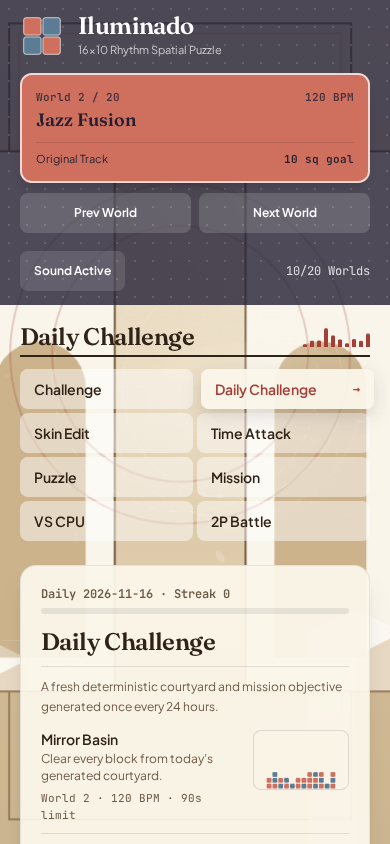 Iluminado
16×10 Rhythm Spatial Puzzle
World 2 / 20
120 BPM
Jazz Fusion
Original Track
10 sq goal
Prev World
Next World
Sound Active
10/20 Worlds
Daily Challenge
Challenge
Daily Challenge →
Skin Edit
Time Attack
Puzzle
Mission
VS CPU
2P Battle
Daily 2026-11-16 · Streak 0
Daily Challenge
A fresh deterministic courtyard and mission objective
generated once every 24 hours.
Mirror Basin
Clear every block from today's
generated courtyard.
World 2 · 120 BPM · 90s
limit